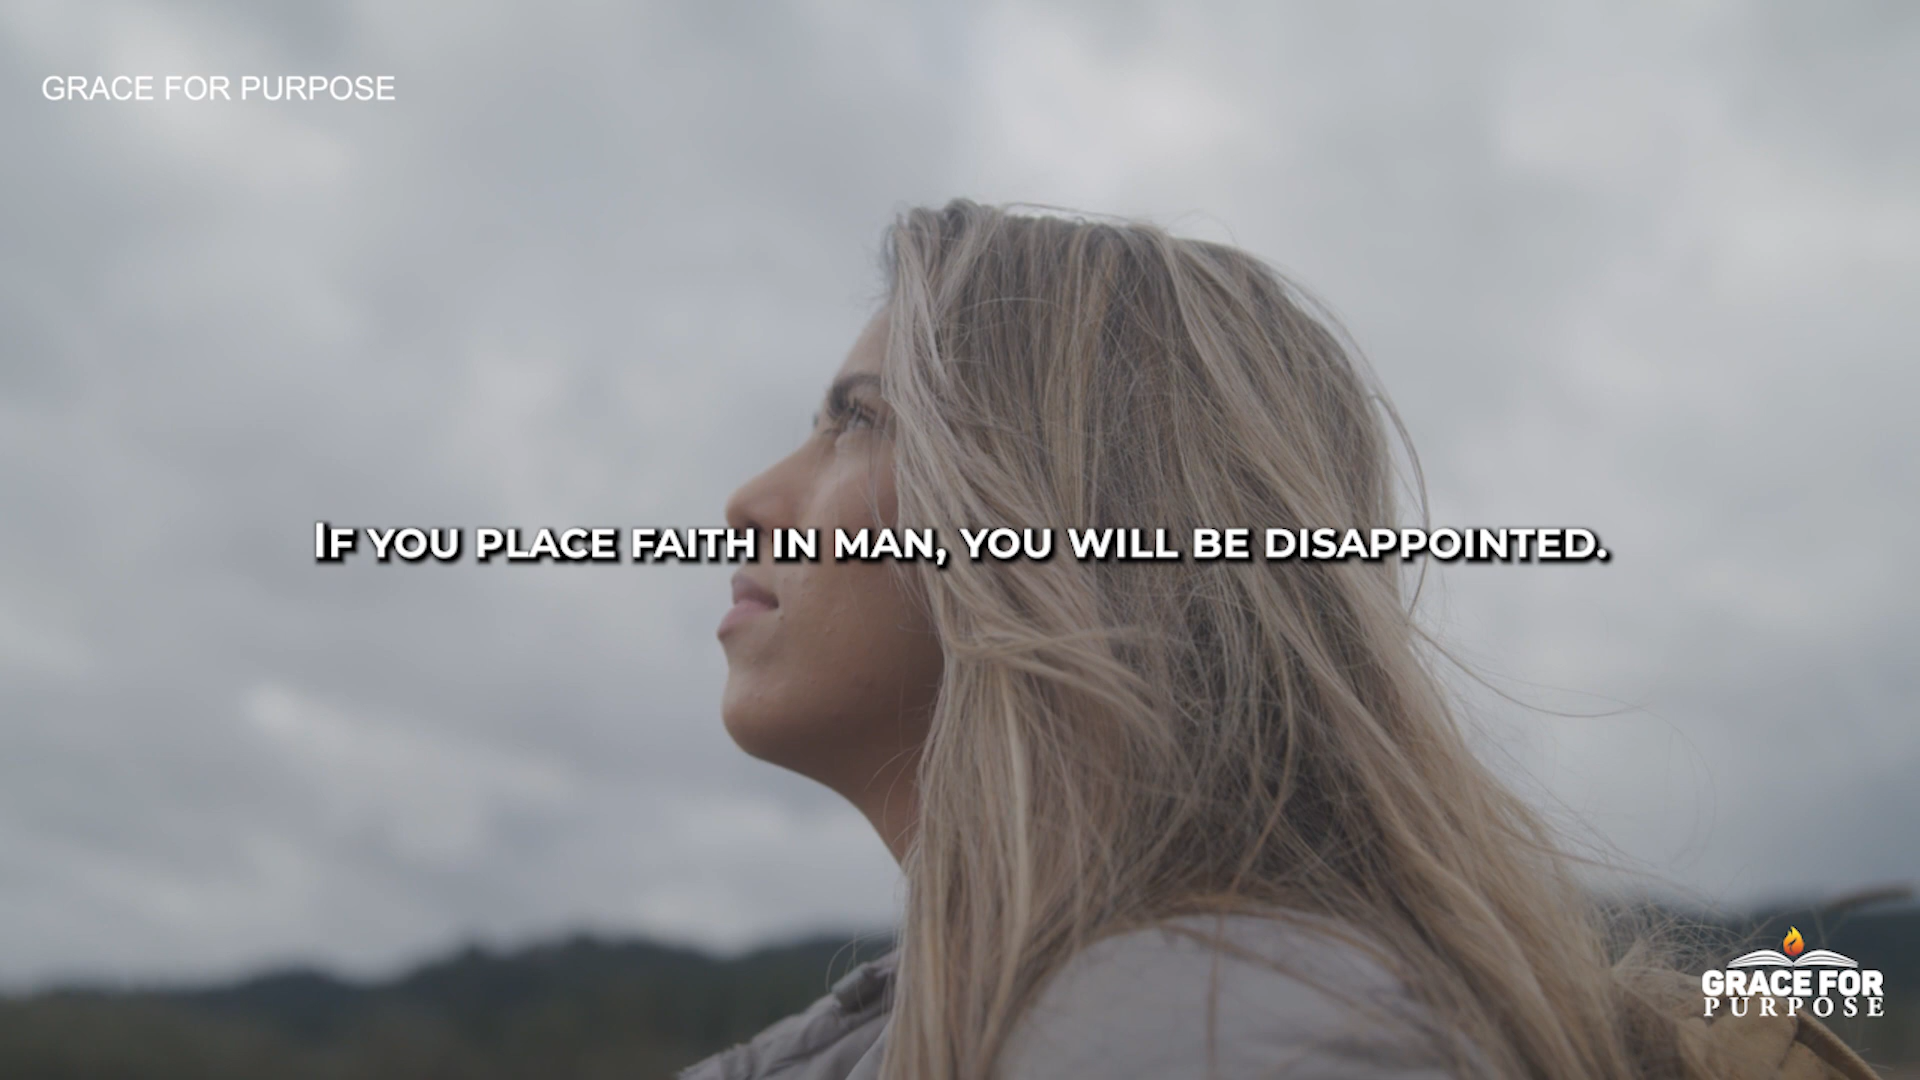 GRACE FOR PURPOSE
IF YOU PLACE FAITH IN MAN, YOU WILL BE DISAPPOINTED.
GRACE FOR
PURPOSE